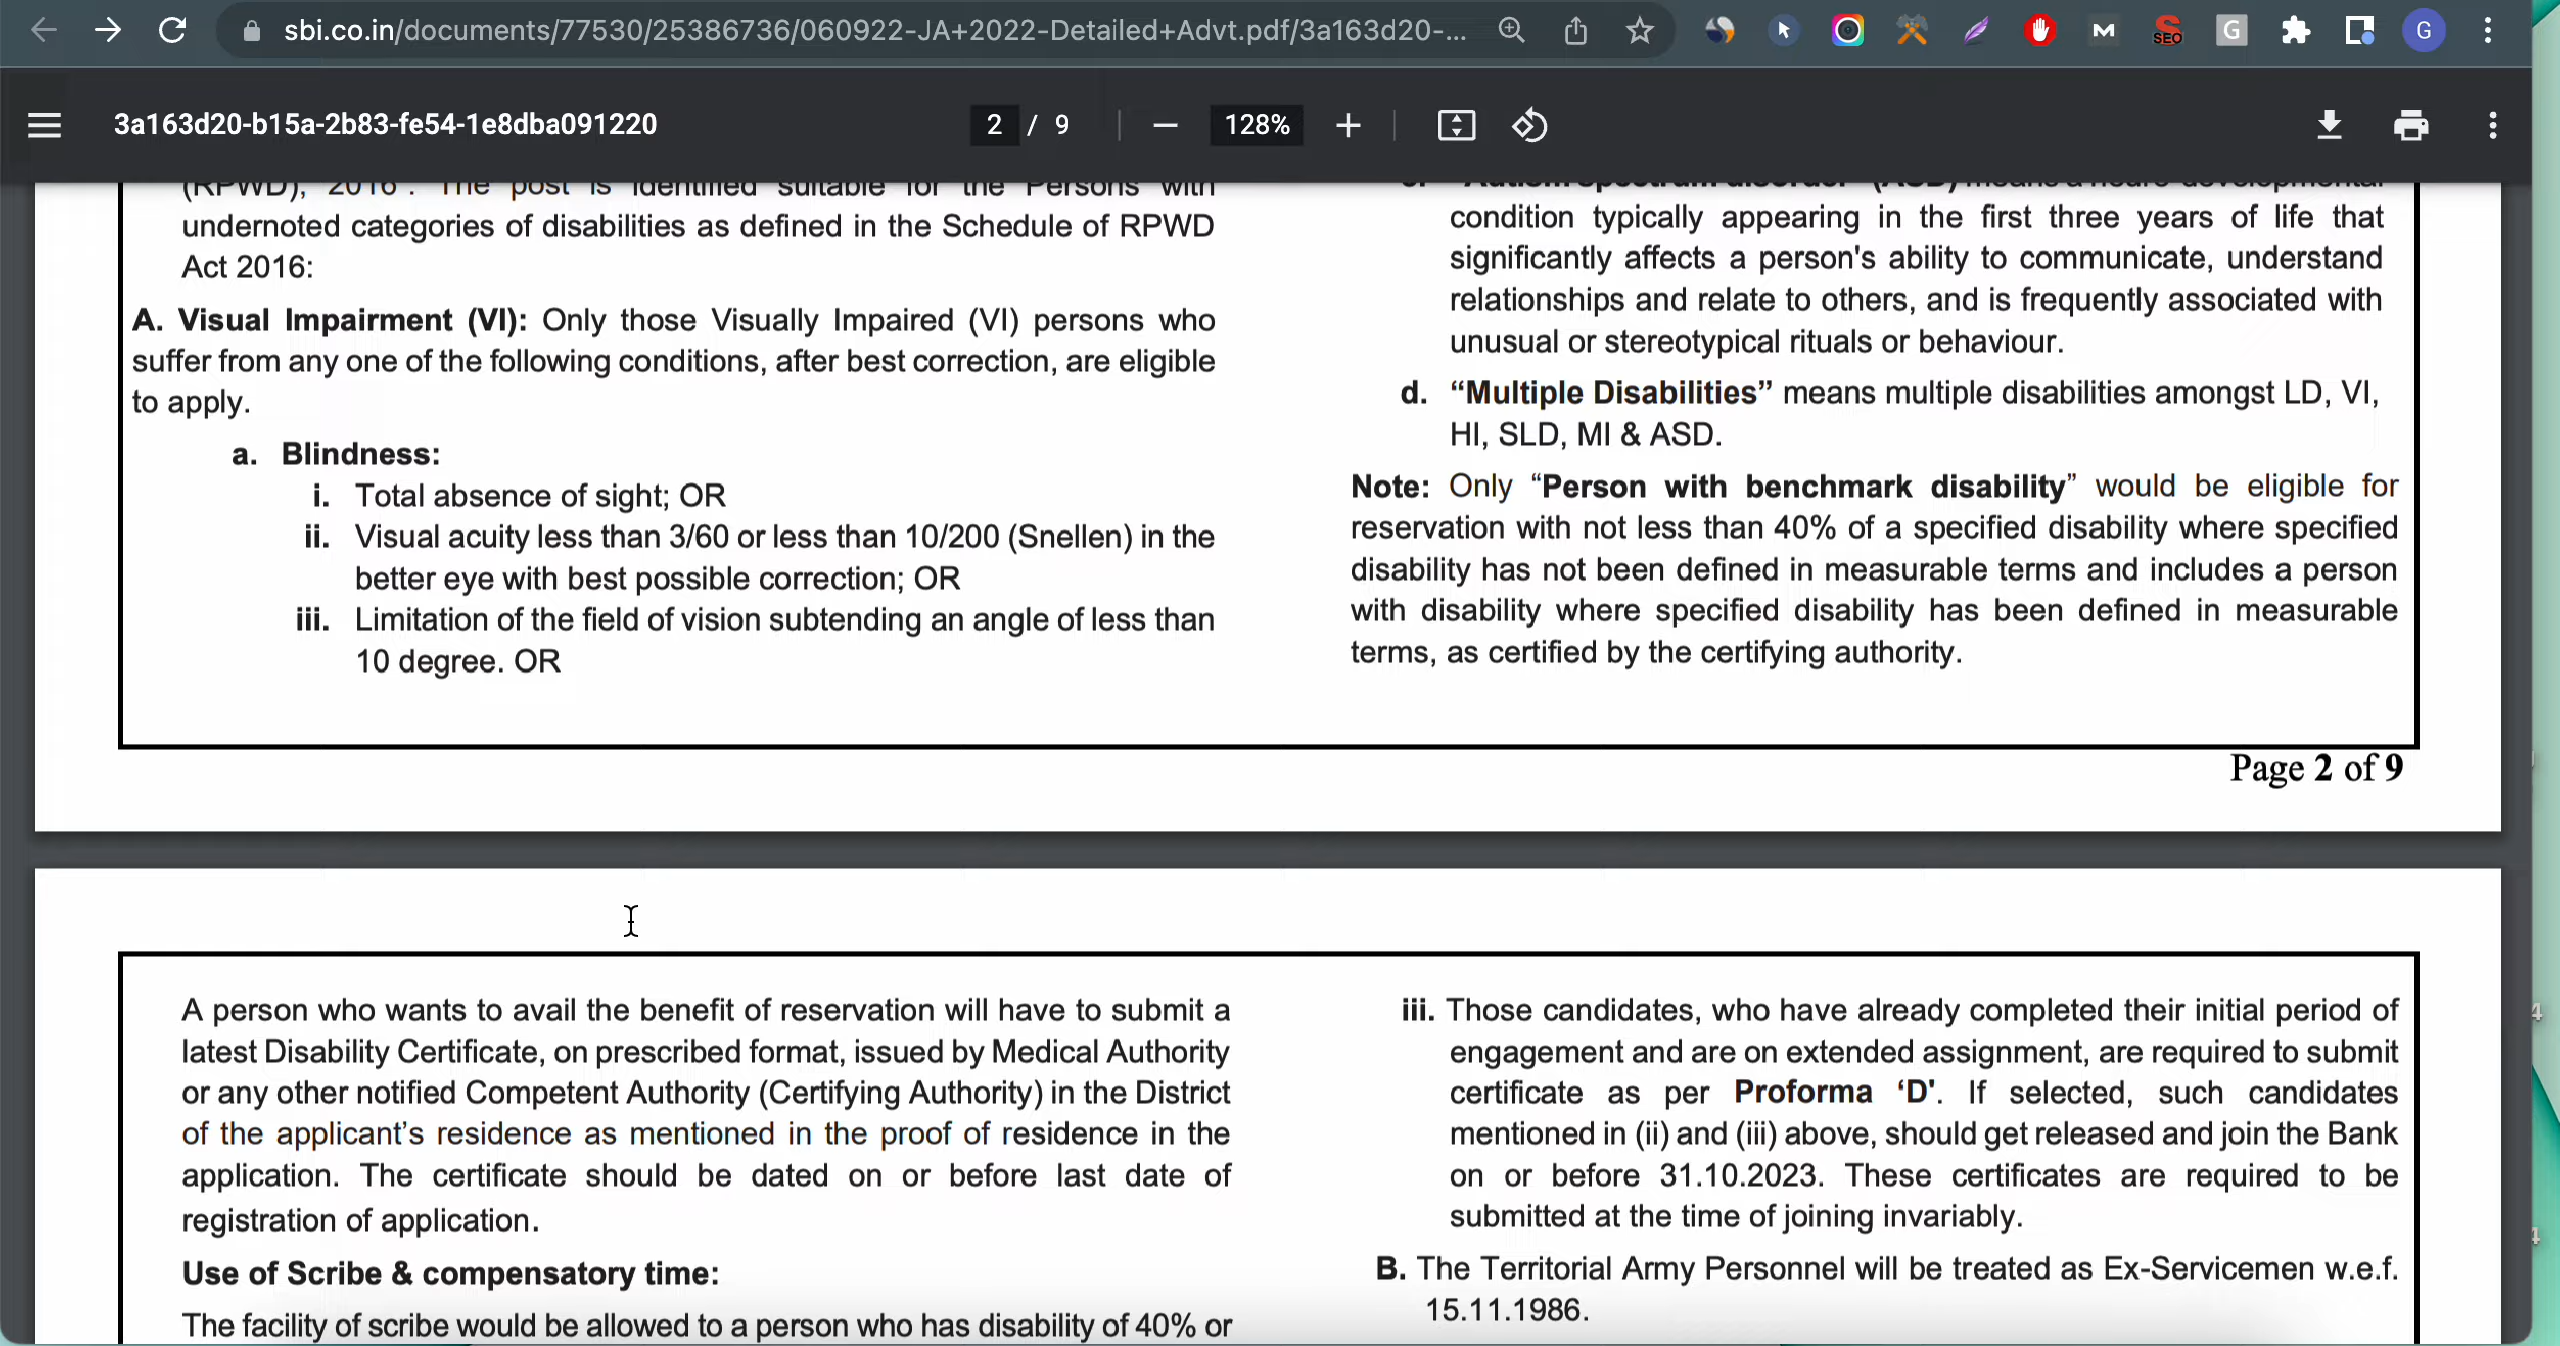 sbi.co.in/documents/77530/25386736/060922-JA+2022-Detailed+Advt.pdf/3a163d20-...
M
SEO
G
G
3a163d20-b15a-2b83-fe54-1e8dba091220
2 / 9
128%
(RPWD), 2016". The post is identified suitable for the Persons with
undernoted categories of disabilities as defined in the Schedule of RPWD
Act 2016:
A. Visual Impairment (VI): Only those Visually Impaired (VI) persons who
suffer from any one of the following conditions, after best correction, are eligible
to apply.
a. Blindness:
i. Total absence of sight; OR
ii. Visual acuity less than 3/60 or less than 10/200 (Snellen) in the
better eye with best possible correction; OR
iii. Limitation of the field of vision subtending an angle of less than
10 degree. OR
"Autism spectrum disorder" (ASD) means a neuro-developmental
condition typically appearing in the first three years of life that
significantly affects a person's ability to communicate, understand
relationships and relate to others, and is frequently associated with
unusual or stereotypical rituals or behaviour.
d. “Multiple Disabilities” means multiple disabilities amongst LD, VI,
HI, SLD, MI & ASD.
Note: Only “Person with benchmark disability” would be eligible for
reservation with not less than 40% of a specified disability where specified
disability has not been defined in measurable terms and includes a person
with disability where specified disability has been defined in measurable
terms, as certified by the certifying authority.
Page 2 of 9
A person who wants to avail the benefit of reservation will have to submit a
latest Disability Certificate, on prescribed format, issued by Medical Authority
or any other notified Competent Authority (Certifying Authority) in the District
of the applicant’s residence as mentioned in the proof of residence in the
application. The certificate should be dated on or before last date of
registration of application.
Use of Scribe & compensatory time:
The facility of scribe would be allowed to a person who has disability of 40% or
iii. Those candidates, who have already completed their initial period of
engagement and are on extended assignment, are required to submit
certificate as per Proforma ‘D'. If selected, such candidates
mentioned in (ii) and (iii) above, should get released and join the Bank
on or before 31.10.2023. These certificates are required to be
submitted at the time of joining invariably.
B. The Territorial Army Personnel will be treated as Ex-Servicemen w.e.f.
15.11.1986.